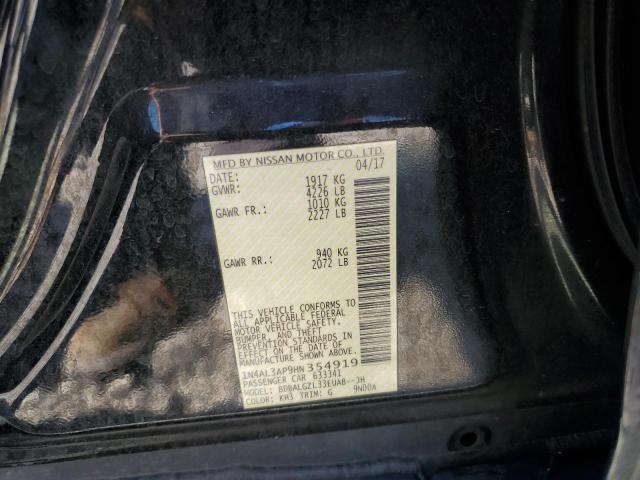 MFD BY NISSAN MOTOR CO., LTD.
DATE: 04/17
GVWR: 1917 KG
4226 LB
GAWR FR.: 1010 KG
2227 LB
GAWR RR.: 940 KG
2072 LB
THIS VEHICLE CONFORMS TO
ALL APPLICABLE FEDERAL
MOTOR VEHICLE SAFETY,
BUMPER, AND THEFT
PREVENTION STANDARDS IN
EFFECT ON THE DATE OF
MANUFACTURE SHOWN ABOVE.
1N4AL3AP9HN 354919
PASSENGER CAR 633341
MODEL: BDBALGZL33EUAB--JH
COLOR: KH3 TRIM: G 9N00A